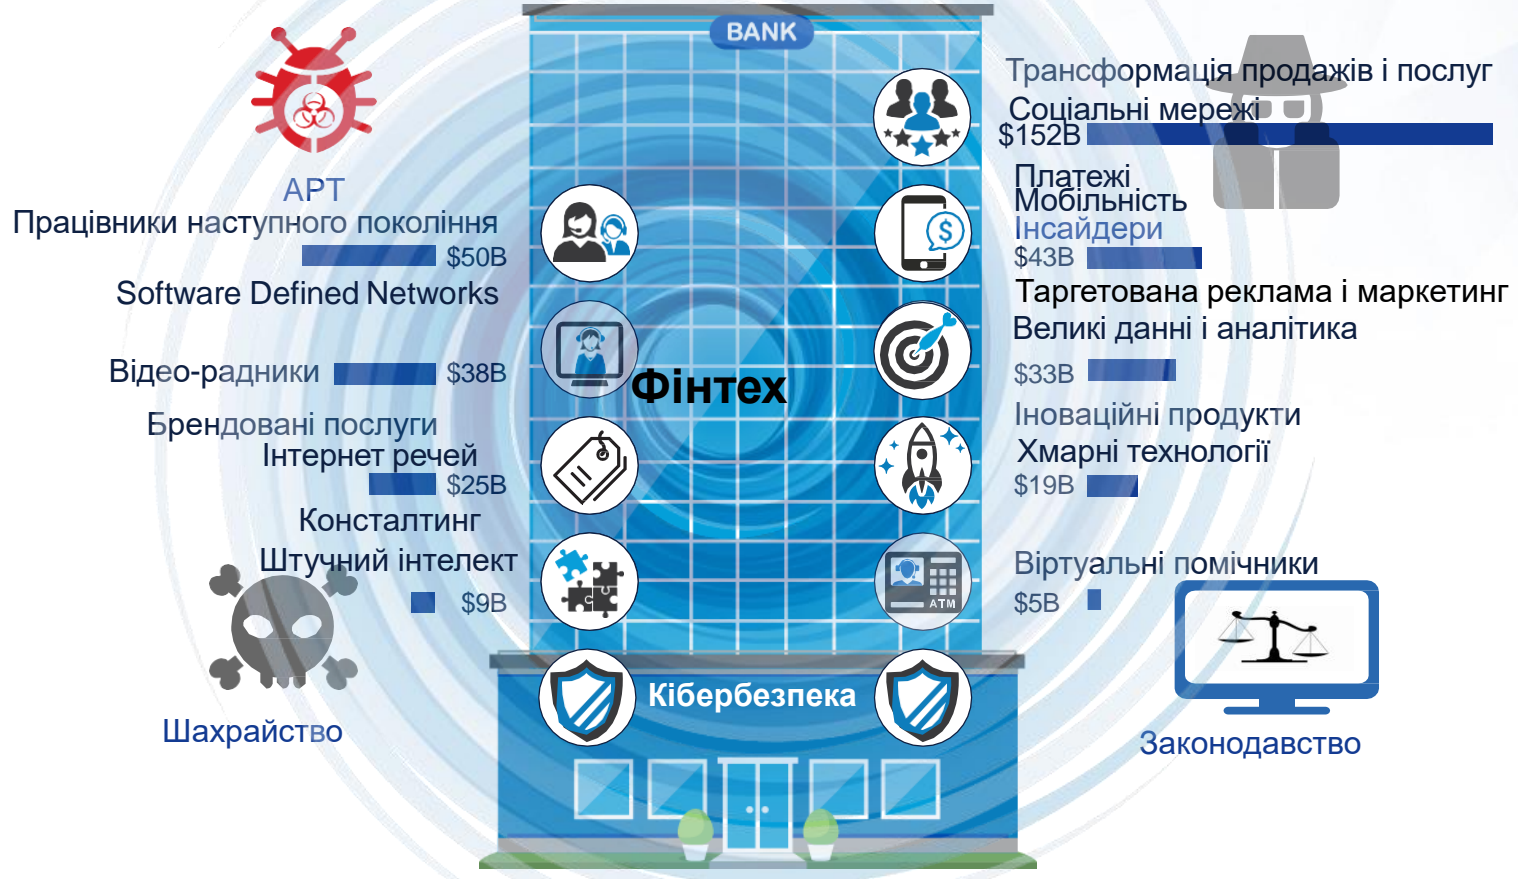 BANK
APT
Працівники наступного покоління
$50B
Software Defined Networks
Відео-радники
$38B
Брендовані послуги
Інтернет речей
$25B
Консталтинг
Штучний інтелект
$9B
Шахрайство
Фінтех
ATM
Кібербезпека
Трансформація продажів і послуг
Соціальні мережі
$152B
Платежі
Мобільність
Інсайдери
$43B
Таргетована реклама і маркетинг
Великі данні і аналітика
$33B
Іноваційні продукти
Хмарні технології
$19B
Віртуальні помічники
$5B
Законодавство